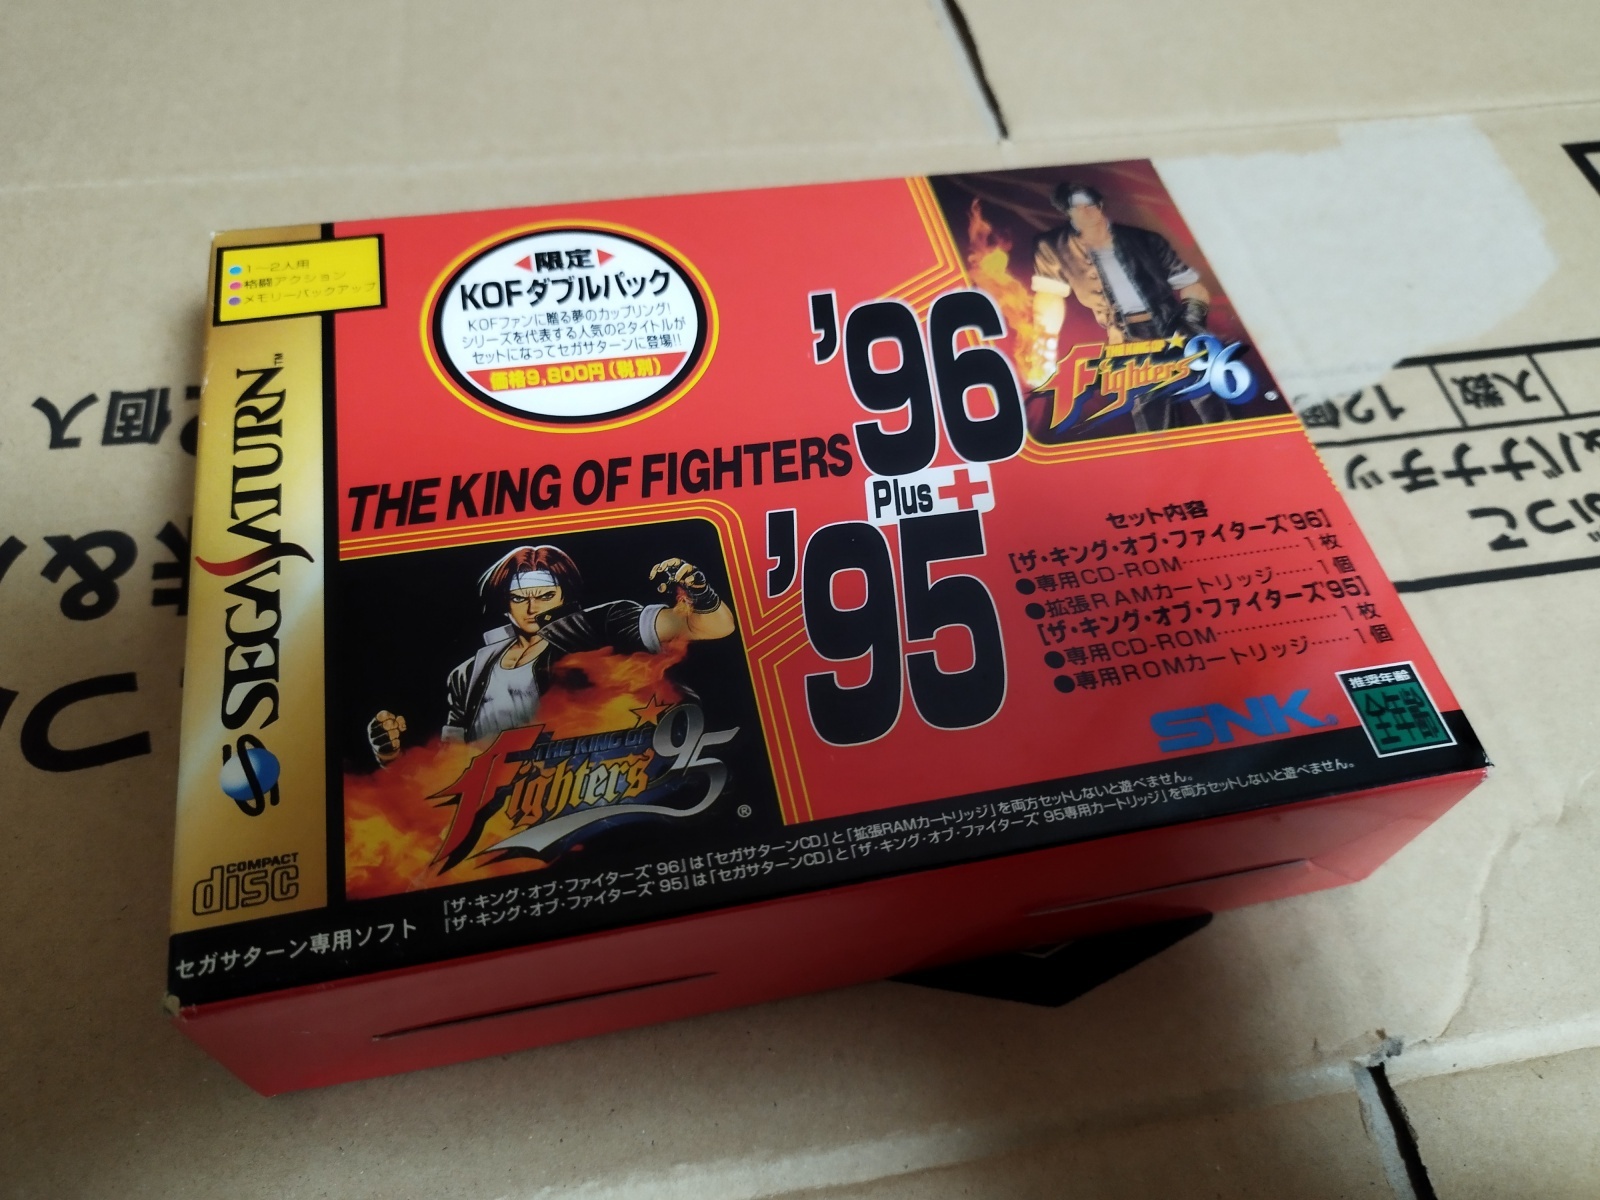 1～2人用
格闘アクション
メモリーバックアップ
SEGA SATURN™
COMPACT
disc
セガサターン専用ソフト
限定
KOFダブルパック
KOFファンに贈る夢のカップリング!
シリーズを代表する人気の2タイトルが
セットになってセガサターンに登場!!
価格9,800円(税別)
THE KING OF FIGHTERS
'96
Plus+
'95
THE KING OF
Fighters'96
®
THE KING OF
Fighters'95
®
セット内容
[ザ・キング・オブ・ファイターズ'96]
●専用CD-ROM……………1枚
●拡張RAMカートリッジ……1個
[ザ・キング・オブ・ファイターズ'95]
●専用CD-ROM……………1枚
●専用ROMカートリッジ……1個
SNK®
推奨年齢
全年齢
「ザ・キング・オブ・ファイターズ'96」は「セガサターンCD」と「拡張RAMカートリッジ」を両方セットしないと遊べません。
「ザ・キング・オブ・ファイターズ'95」は「セガサターンCD」と「ザ・キング・オブ・ファイターズ'95専用カートリッジ」を両方セットしないと遊べません。
入数
12個
&バナナチッ